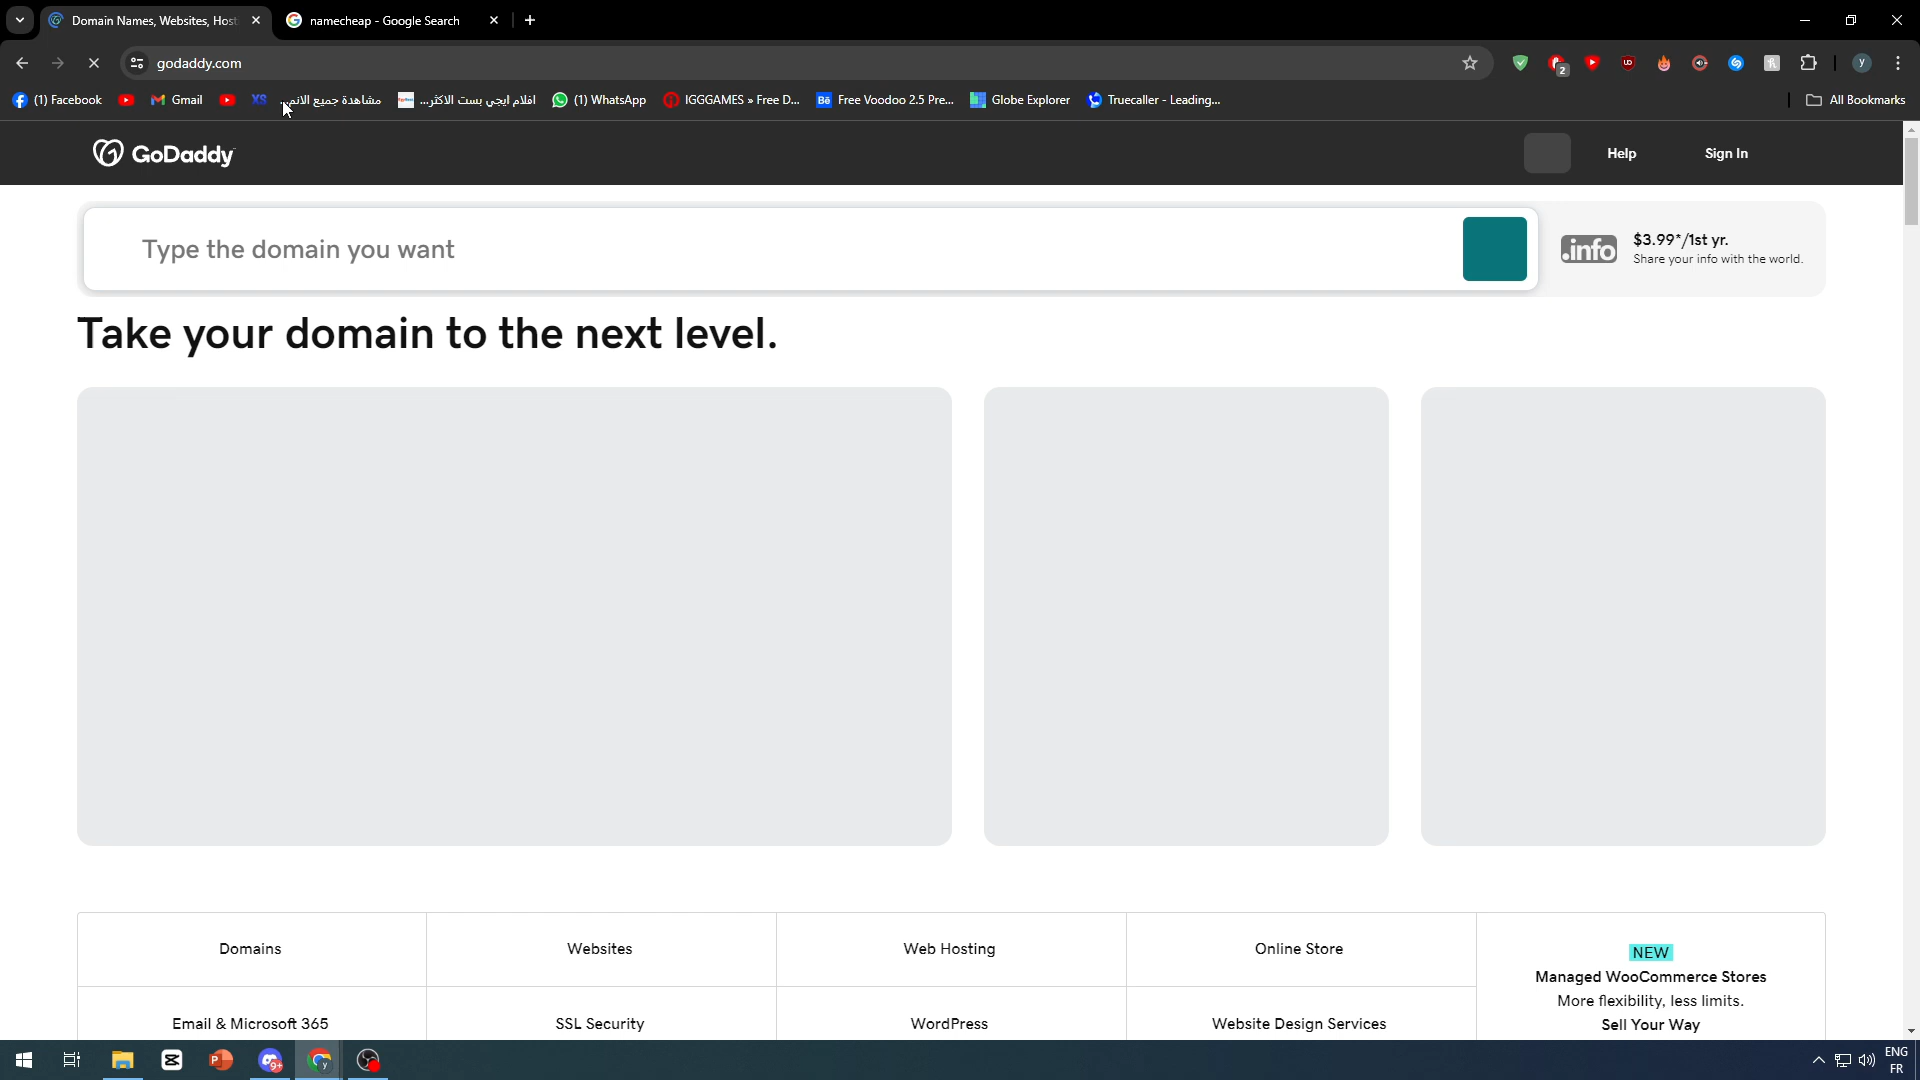 Domain Names, Websites, Host
namecheap - Google Search
godaddy.com
2
y
(1) Facebook
Gmail
XS
مشاهدة جميع الانم...
افلام ايجي بست الاكثر...
(1) WhatsApp
IGGGAMES » Free D...
Bē
Free Voodoo 2.5 Pre...
Globe Explorer
Truecaller - Leading...
All Bookmarks
GoDaddy
Help
Sign In
Type the domain you want
.info
$3.99*/1st yr.
Share your info with the world.
Take your domain to the next level.
Domains
Websites
Web Hosting
Online Store
NEW
Managed WooCommerce Stores
More flexibility, less limits.
Sell Your Way
Email & Microsoft 365
SSL Security
WordPress
Website Design Services
P
9+
y
ENG
FR